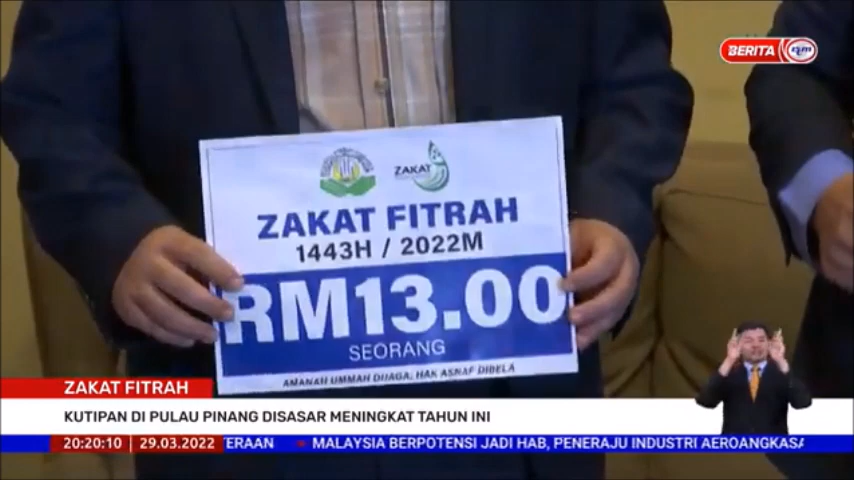 BERITA rtm
ZAKAT
ZAKAT FITRAH
1443H / 2022M
RM13.00
SEORANG
AMANAH UMMAH DIJAGA, HAK ASNAF DIBELA
ZAKAT FITRAH
KUTIPAN DI PULAU PINANG DISASAR MENINGKAT TAHUN INI
20:20:10 29.03.2022 TERAAN MALAYSIA BERPOTENSI JADI HAB, PENERAJU INDUSTRI AEROANGKASA